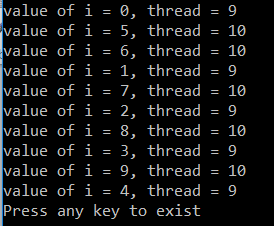 value of i = 0, thread = 9
value of i = 5, thread = 10
value of i = 6, thread = 10
value of i = 1, thread = 9
value of i = 7, thread = 10
value of i = 2, thread = 9
value of i = 8, thread = 10
value of i = 3, thread = 9
value of i = 9, thread = 10
value of i = 4, thread = 9
Press any key to exist